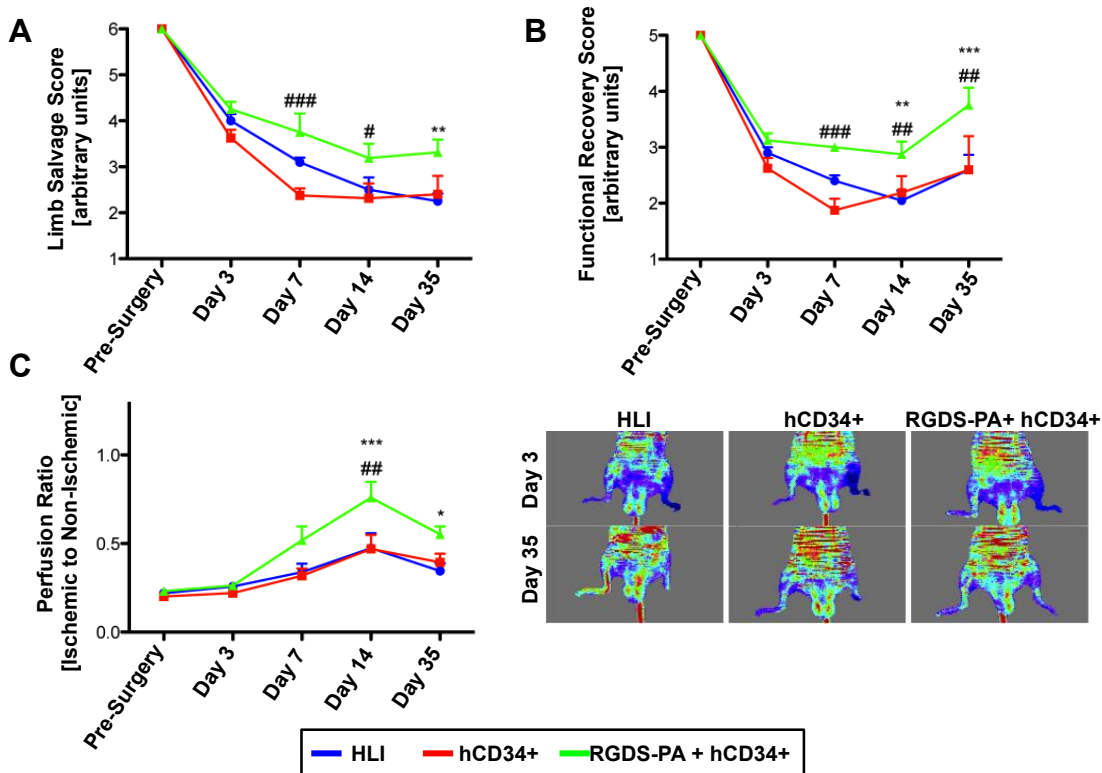 A
Limb Salvage Score
[arbitrary units]
6
5
4
3
2
1
###
#
**
Pre-Surgery
Day 3
Day 7
Day 14
Day 35
B
Functional Recovery Score
[arbitrary units]
5
4
3
2
1
###
**
##
***
##
Pre-Surgery
Day 3
Day 7
Day 14
Day 35
C
Perfusion Ratio
[Ischemic to Non-Ischemic]
1.0
0.5
0.0
***
##
*
Pre-Surgery
Day 3
Day 7
Day 14
Day 35
HLI
hCD34+
RGDS-PA+ hCD34+
Day 3
Day 35
HLI
hCD34+
RGDS-PA + hCD34+